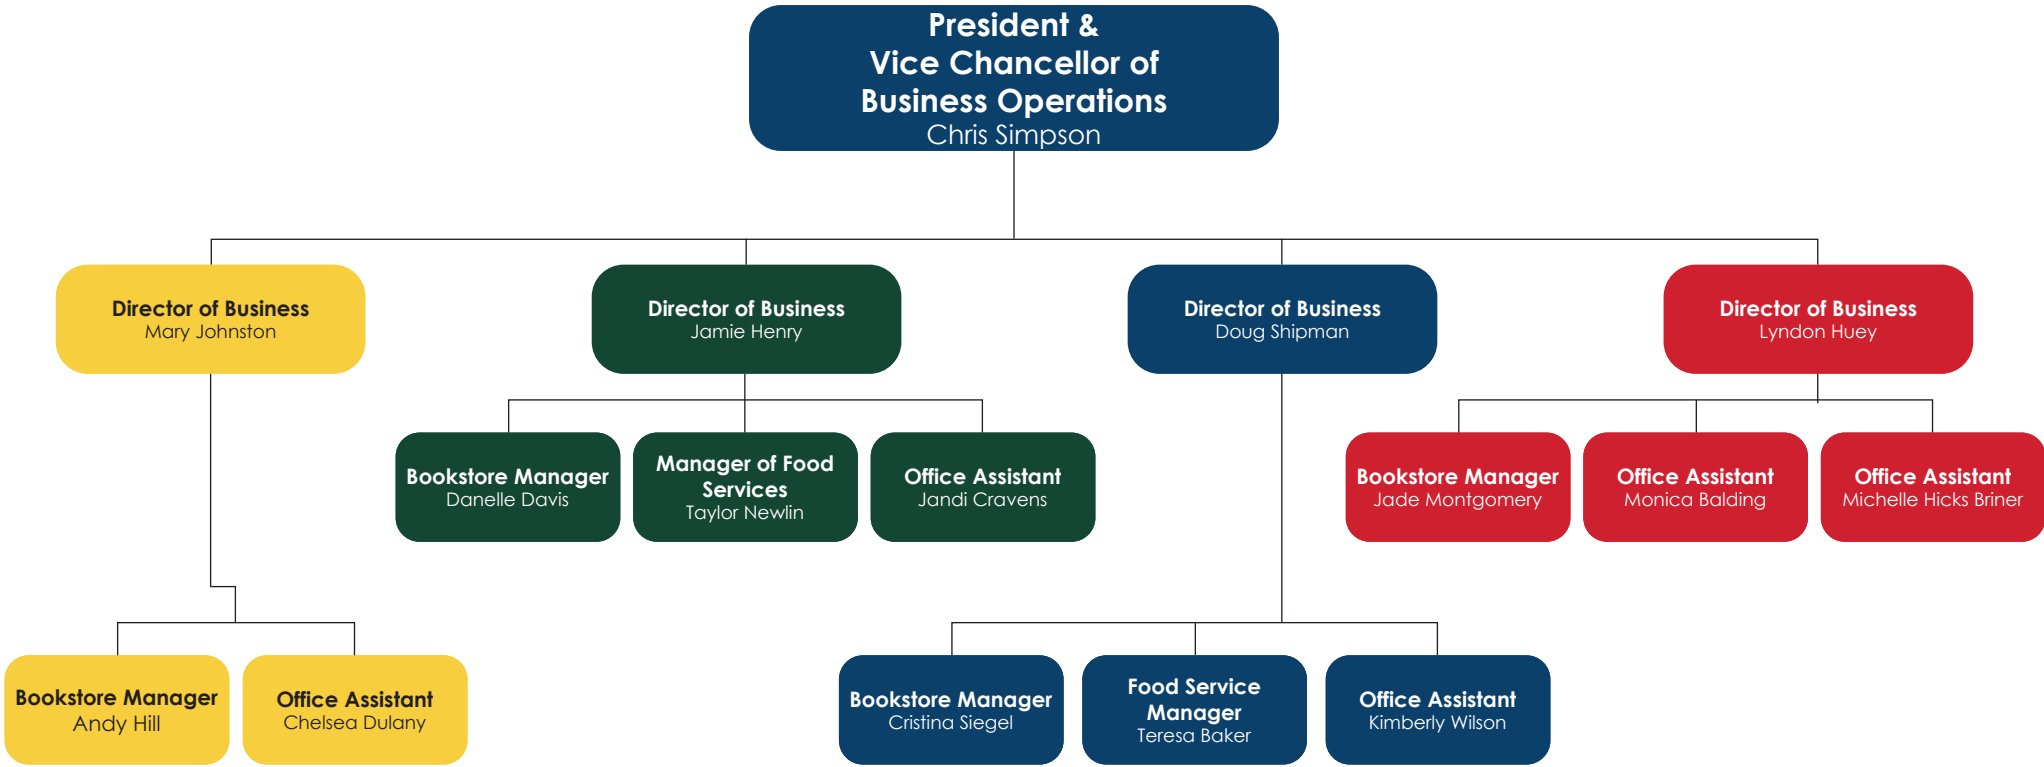 President &
Vice Chancellor of
Business Operations
Chris Simpson
Director of Business
Mary Johnston
Director of Business
Jamie Henry
Director of Business
Doug Shipman
Director of Business
Lyndon Huey
Bookstore Manager
Danelle Davis
Manager of Food
Services
Taylor Newlin
Office Assistant
Jandi Cravens
Bookstore Manager
Jade Montgomery
Office Assistant
Monica Balding
Office Assistant
Michelle Hicks Briner
Bookstore Manager
Andy Hill
Office Assistant
Chelsea Dulany
Bookstore Manager
Cristina Siegel
Food Service
Manager
Teresa Baker
Office Assistant
Kimberly Wilson